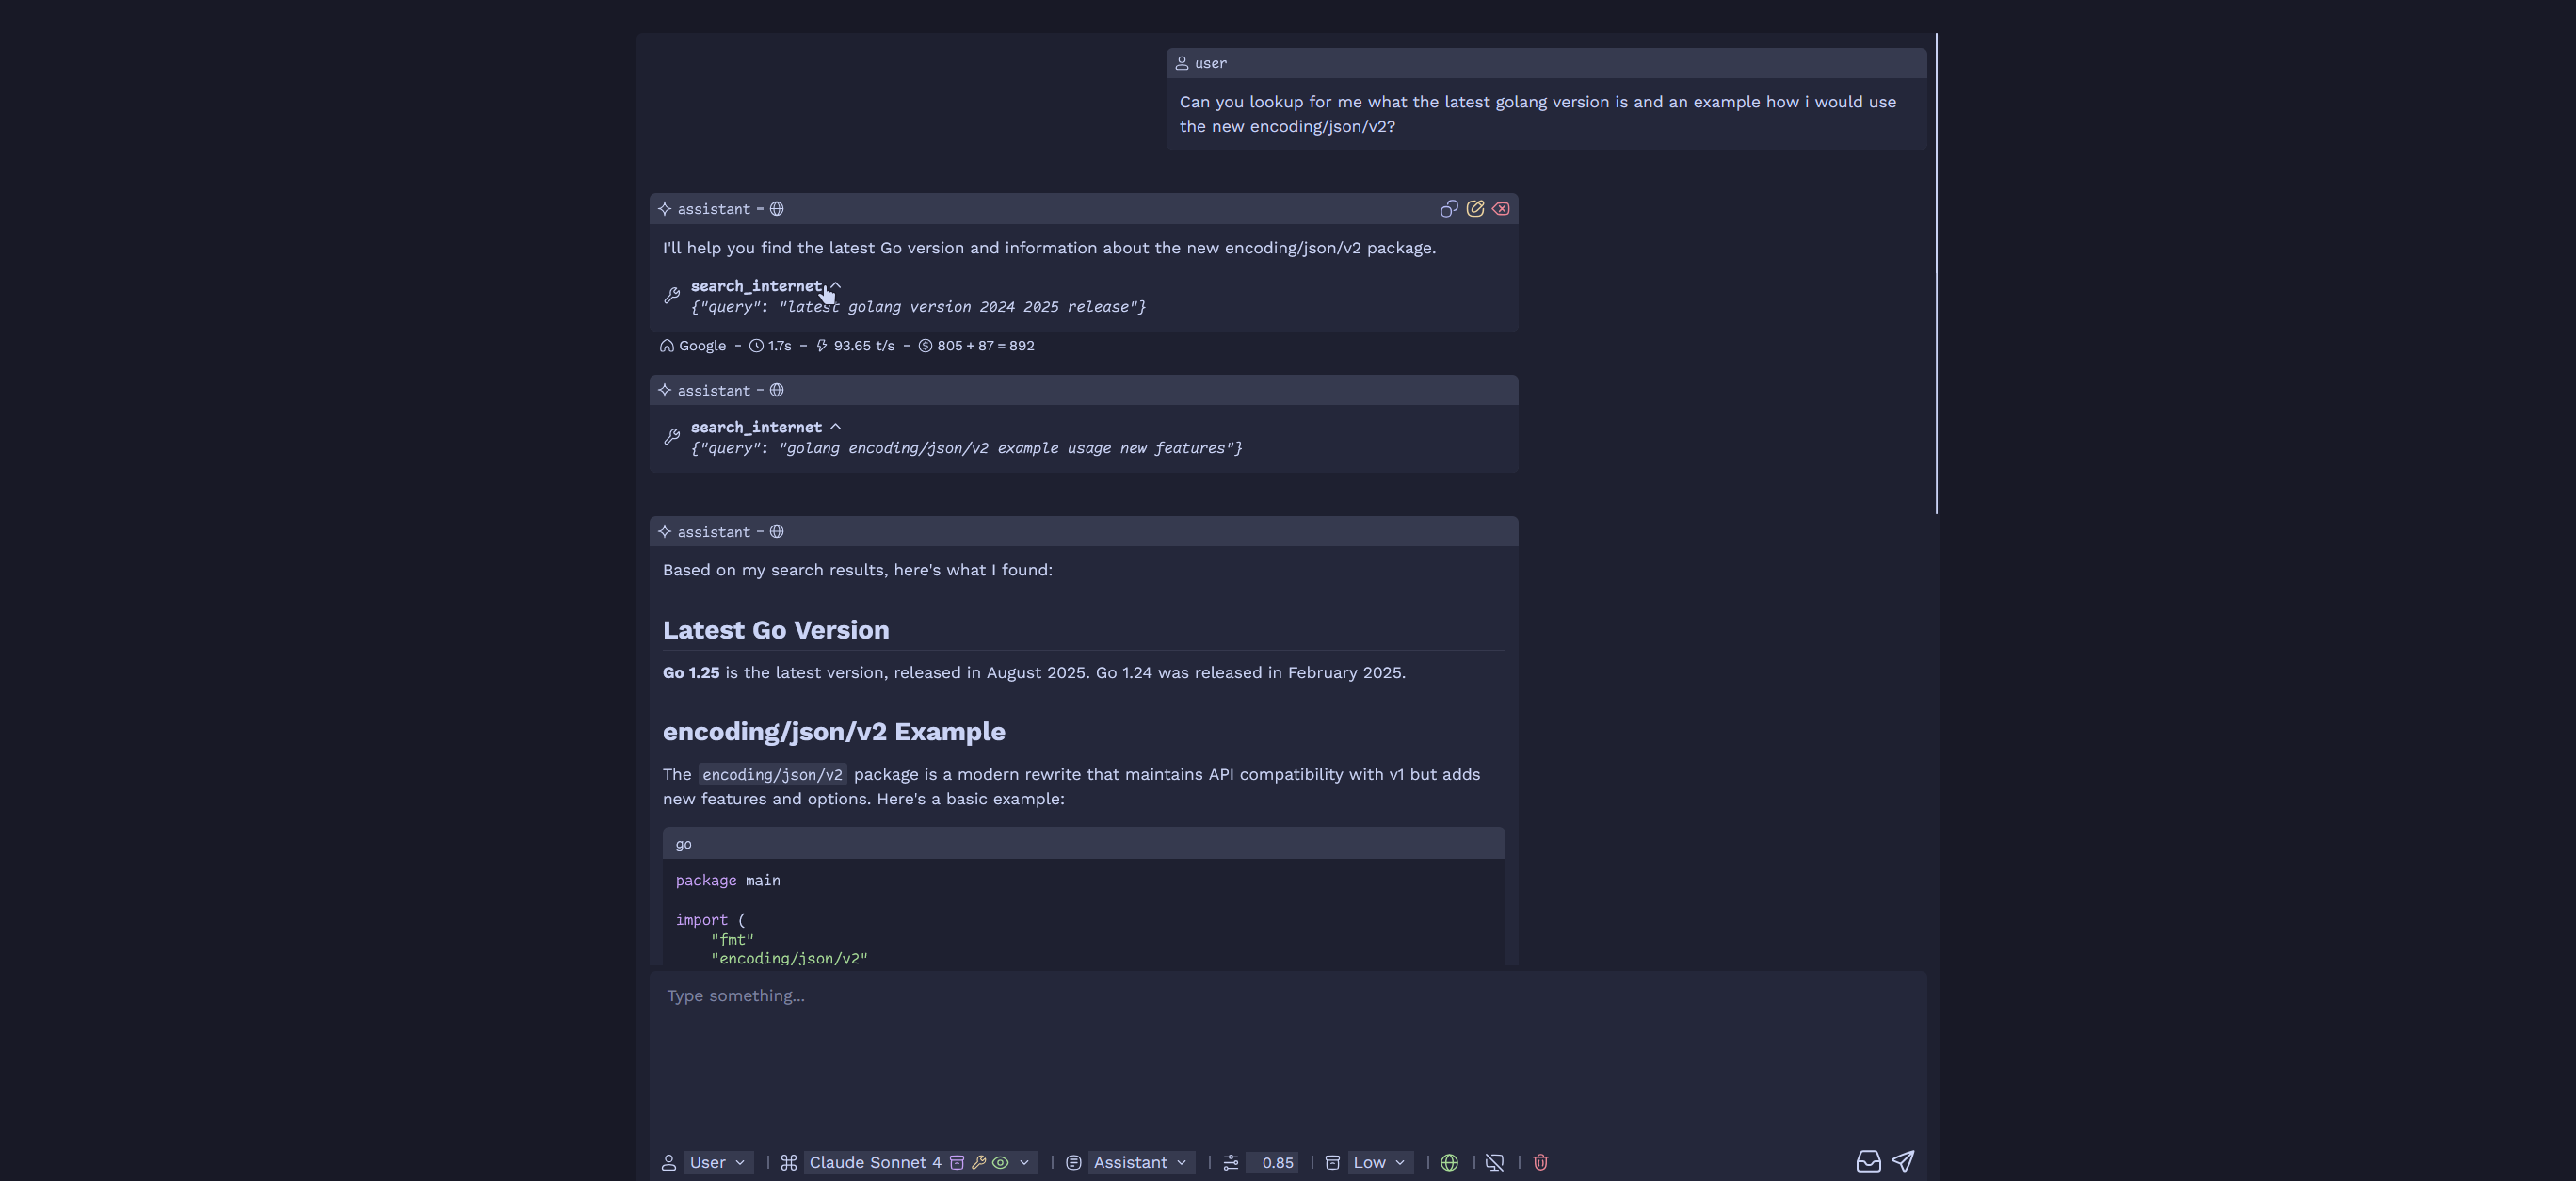 user
Can you lookup for me what the latest golang version is and an example how i would use
the new encoding/json/v2?
assistant -
I'll help you find the latest Go version and information about the new encoding/json/v2 package.
search_internet
{"query": "latest golang version 2024 2025 release"}
Google - 1.7s - 93.65 t/s - 805 + 87 = 892
assistant -
search_internet
{"query": "golang encoding/json/v2 example usage new features"}
assistant -
Based on my search results, here's what I found:
Latest Go Version
Go 1.25 is the latest version, released in August 2025. Go 1.24 was released in February 2025.
encoding/json/v2 Example
The encoding/json/v2 package is a modern rewrite that maintains API compatibility with v1 but adds
new features and options. Here's a basic example:
go
package main
import (
"fmt"
"encoding/json/v2"
Type something...
User | Claude Sonnet 4 | Assistant | 0.85 | Low | | |